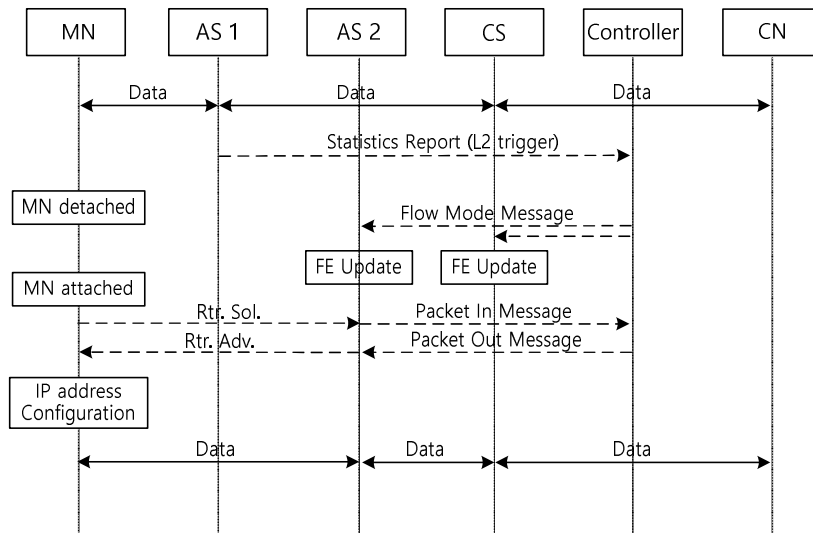 MN AS 1 AS 2 CS Controller CN
Data Data Data
Statistics Report (L2 trigger)
MN detached
Flow Mode Message
FE Update FE Update
MN attached
Rtr. Sol. Packet In Message
Rtr. Adv. Packet Out Message
IP address
Configuration
Data Data Data